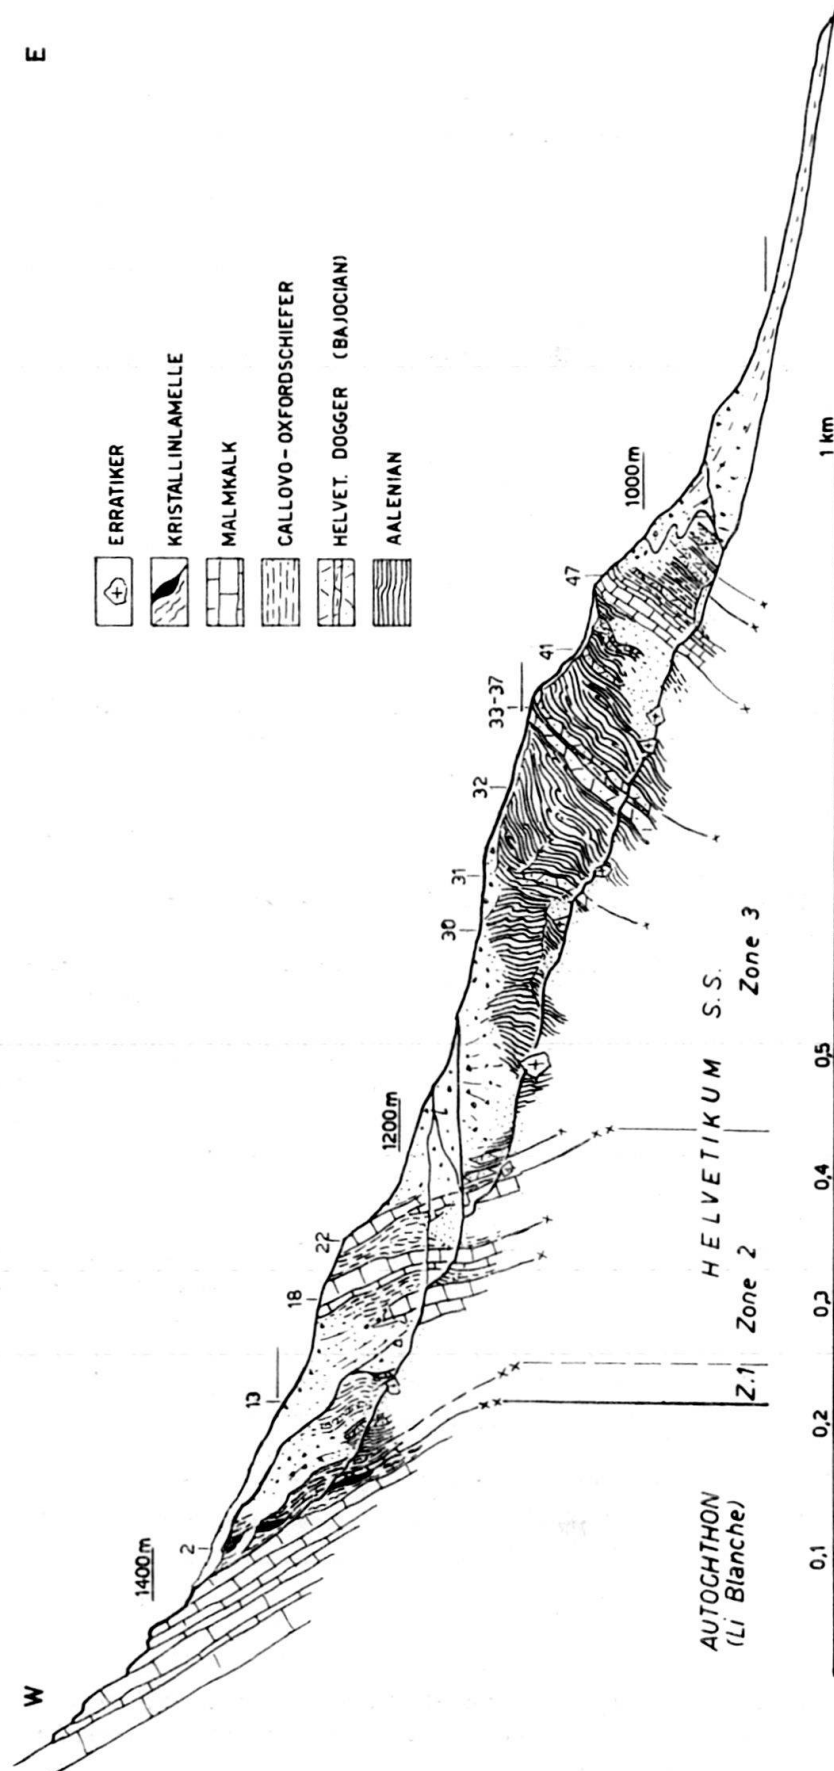 W
E
ERRATIKER
KRISTALLINLAMELLE
MALMKALK
CALLOVO-OXFORDSCHIEFER
HELVET. DOGGER (BAJOCIAN)
AALENIAN
1400m
1200m
1000m
2
13
18
22
30
31
32
33-37
41
47
AUTOCHTHON
(Li Blanche)
HELVETIKUM S.S.
Z.1
Zone 2
Zone 3
0,1
0,2
0,3
0,4
0,5
1 km